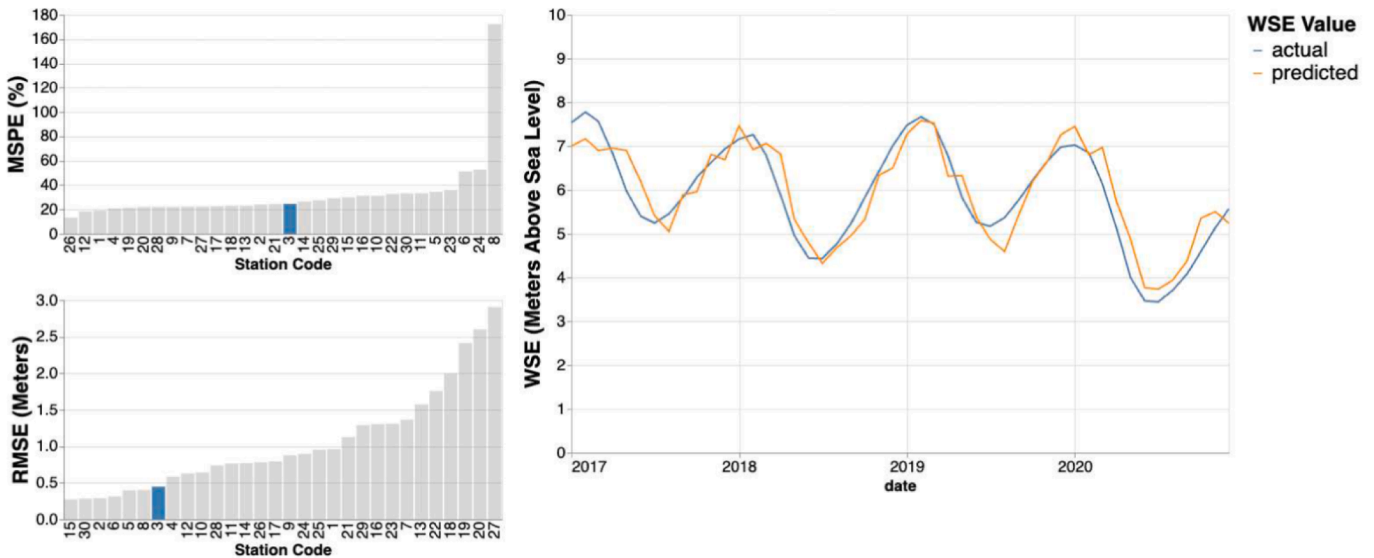 180
160
140
120
100
80
60
40
20
0
MSPE (%)
26 12 1 4 19 20 28 9 7 27 17 18 13 2 21 3 14 25 29 15 16 10 22 30 11 5 23 6 24 8
Station Code
3.0
2.5
2.0
1.5
1.0
0.5
0.0
RMSE (Meters)
15 30 2 6 5 8 3 4 12 10 28 11 14 26 17 9 24 25 1 21 29 16 23 7 13 22 18 19 20 27
Station Code
10
9
8
7
6
5
4
3
2
1
0
WSE (Meters Above Sea Level)
2017 2018 2019 2020
date
WSE Value
actual
predicted